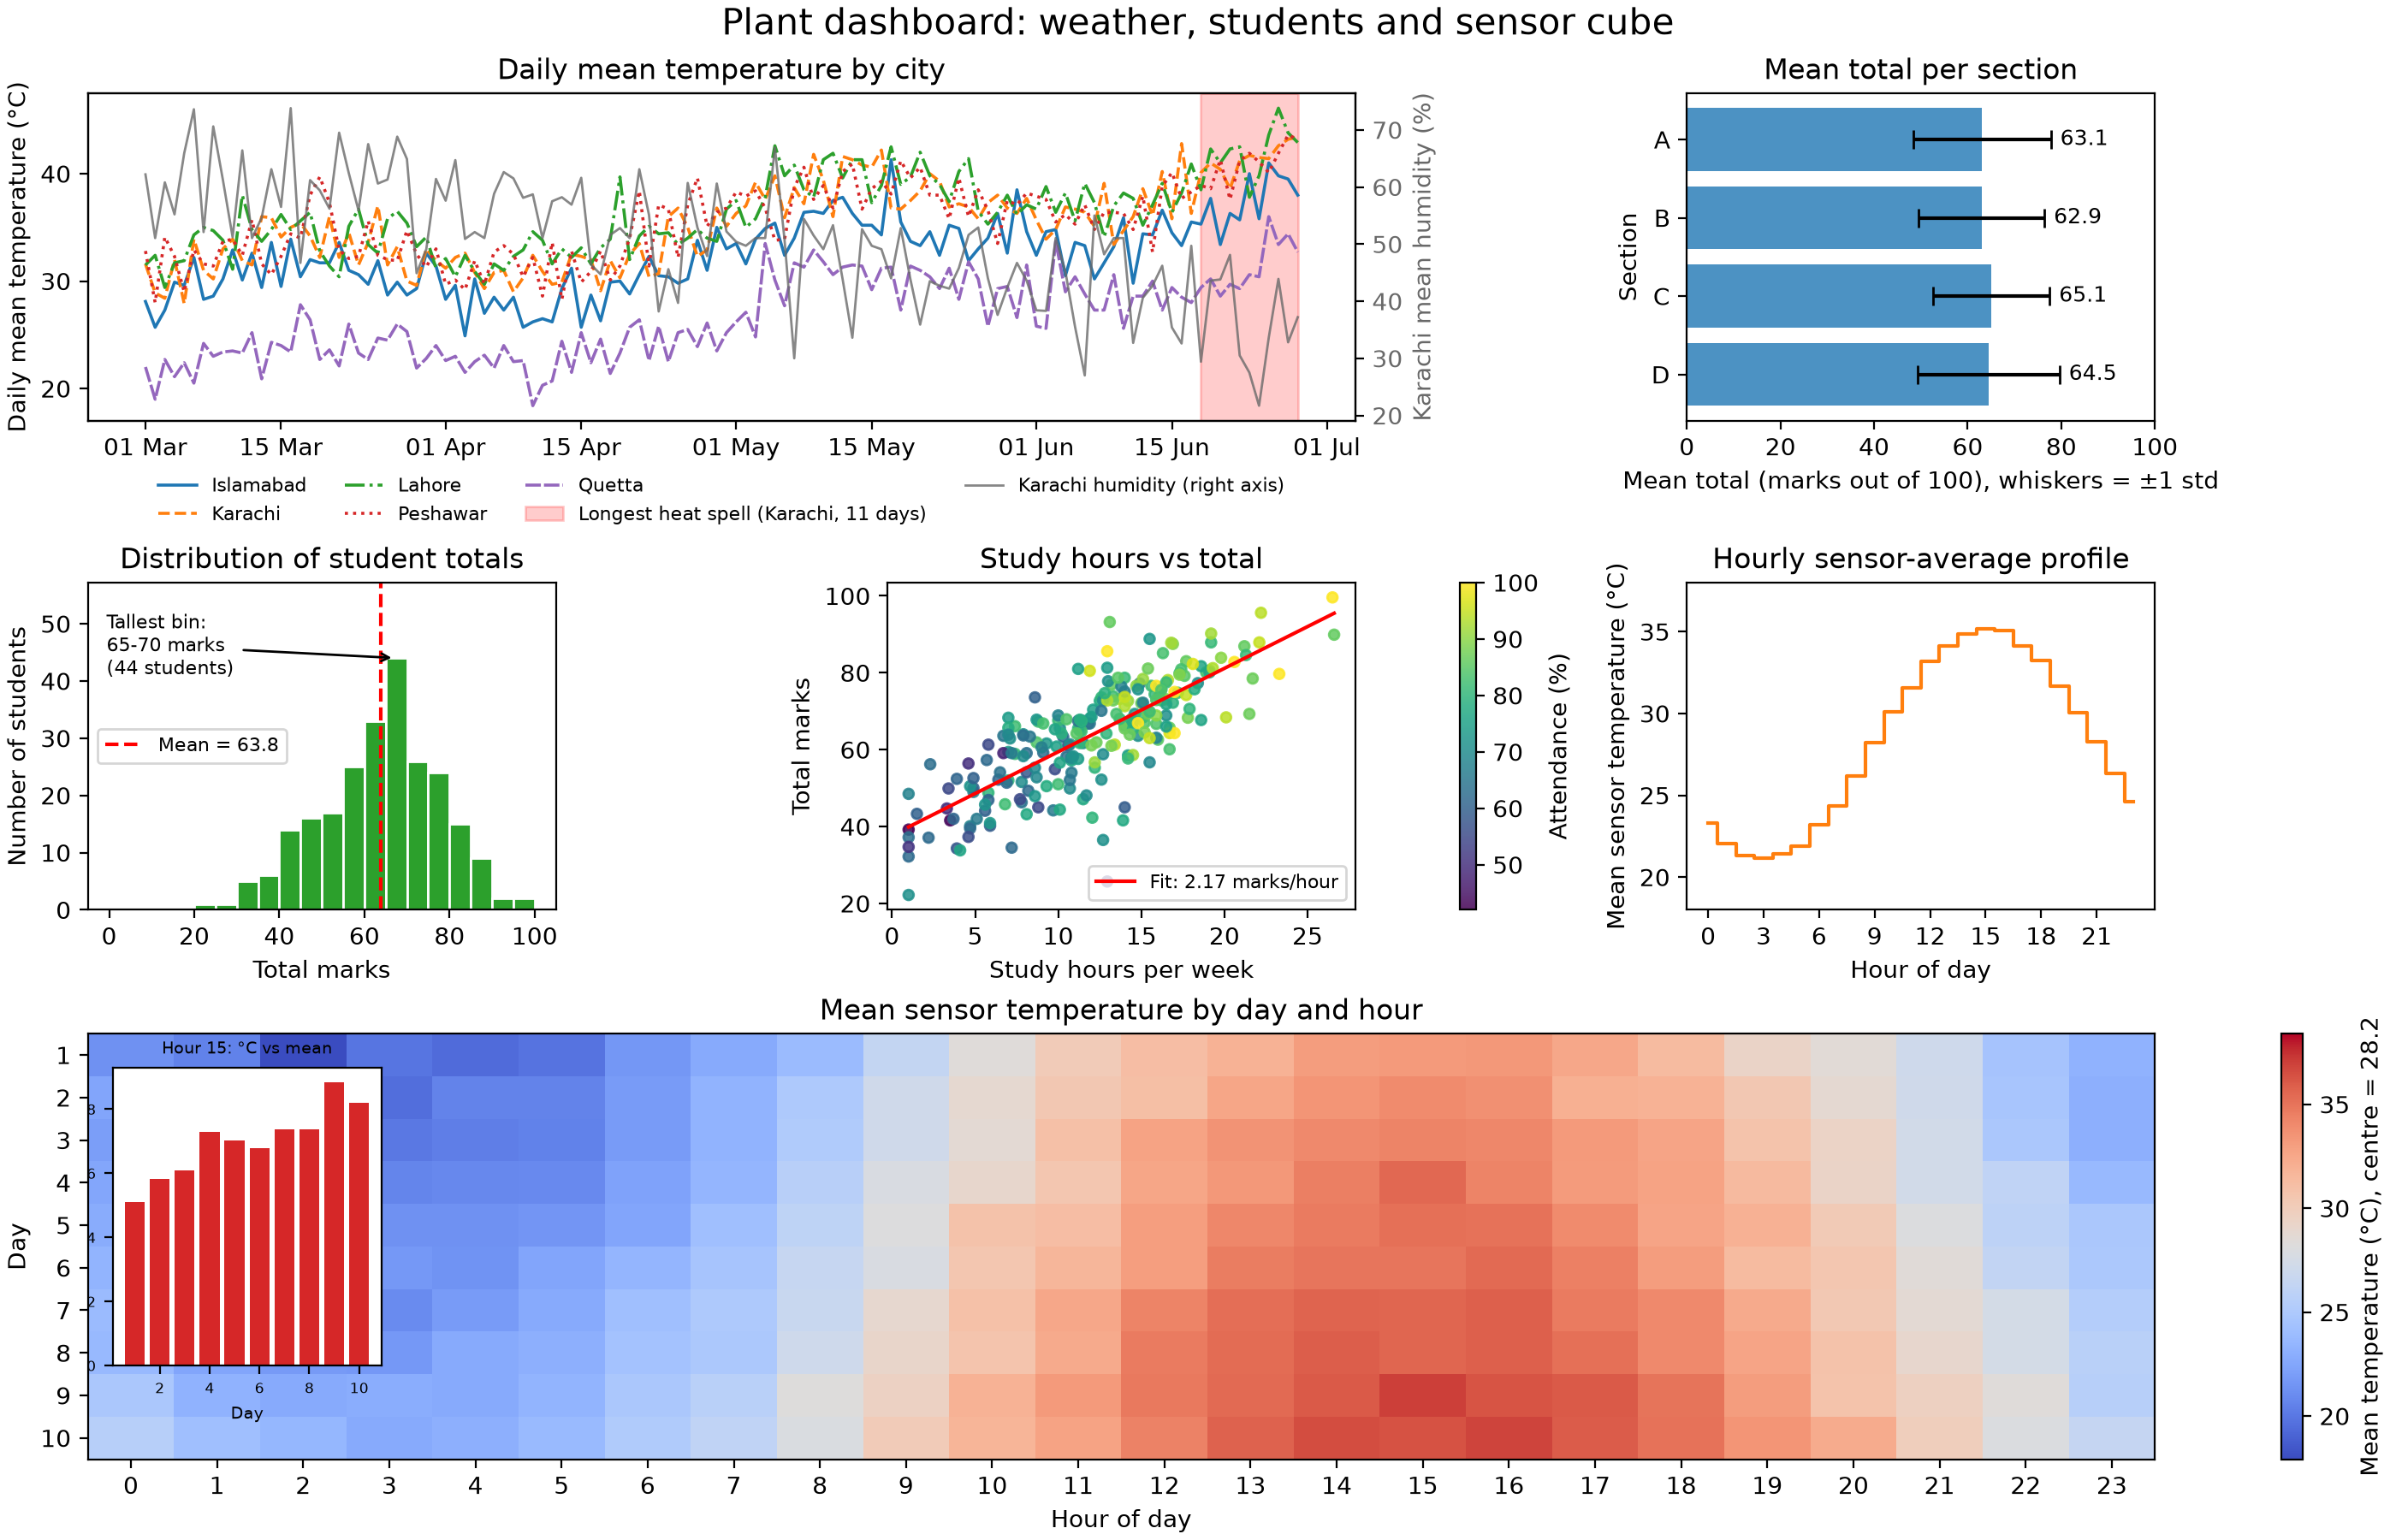 Plant dashboard: weather, students and sensor cube
Daily mean temperature by city
Daily mean temperature (°C)
40
30
20
01 Mar 15 Mar 01 Apr 15 Apr 01 May 15 May 01 Jun 15 Jun 01 Jul
70
60
50
40
30
20
Karachi mean humidity (%)
Islamabad Lahore Quetta Karachi humidity (right axis)
Karachi Peshawar Longest heat spell (Karachi, 11 days)
Mean total per section
Section
A 63.1
B 62.9
C 65.1
D 64.5
0 20 40 60 80 100
Mean total (marks out of 100), whiskers = ±1 std
Distribution of student totals
Number of students
50
40
30
20
10
0
Tallest bin:
65-70 marks
(44 students)
Mean = 63.8
0 20 40 60 80 100
Total marks
Study hours vs total
Total marks
100
80
60
40
20
Fit: 2.17 marks/hour
0 5 10 15 20 25
Study hours per week
100
90
80
70
60
50
Attendance (%)
Hourly sensor-average profile
Mean sensor temperature (°C)
35
30
25
20
0 3 6 9 12 15 18 21
Hour of day
Mean sensor temperature by day and hour
Day
1
2
3
4
5
6
7
8
9
10
Hour 15: °C vs mean
8
6
4
2
0
2 4 6 8 10
Day
0 1 2 3 4 5 6 7 8 9 10 11 12 13 14 15 16 17 18 19 20 21 22 23
Hour of day
35
30
25
20
Mean temperature (°C), centre = 28.2